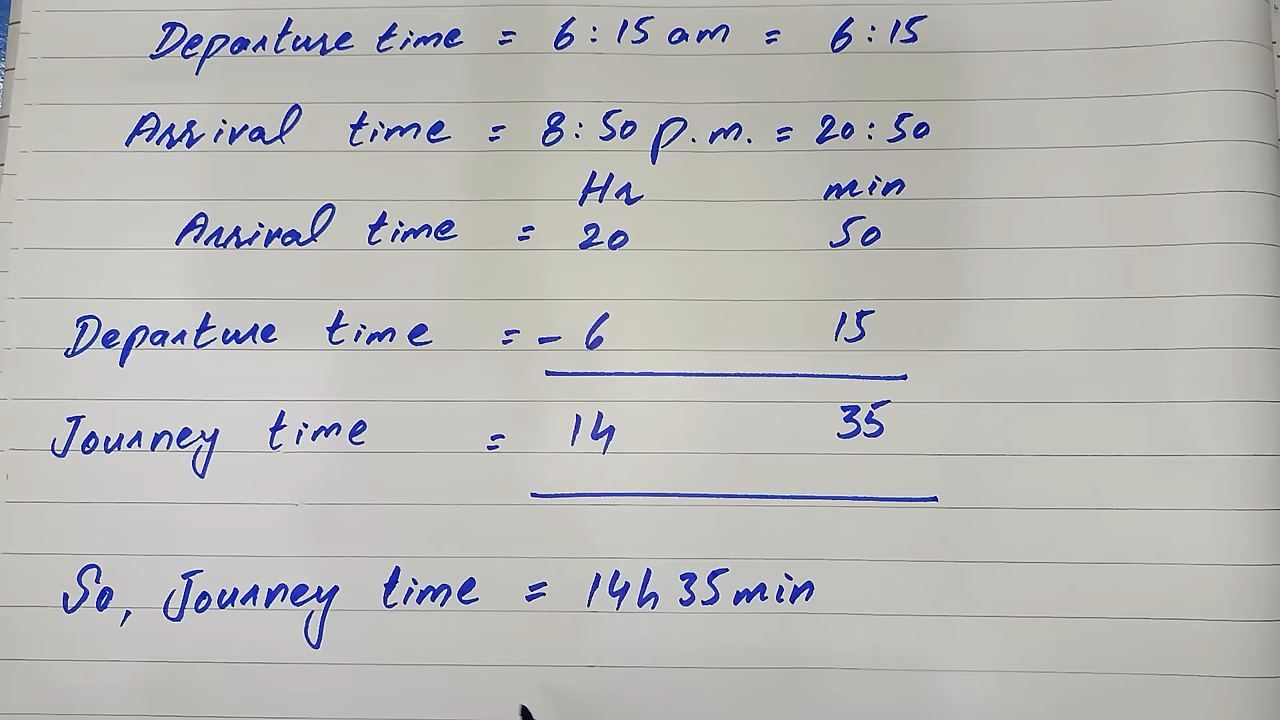 Departure time = 6:15 am = 6:15
Arrival time = 8:50 p.m. = 20:50
Hr min
Arrival time = 20 50
Departure time = - 6 15
Journey time = 14 35
So, Journey time = 14h 35min